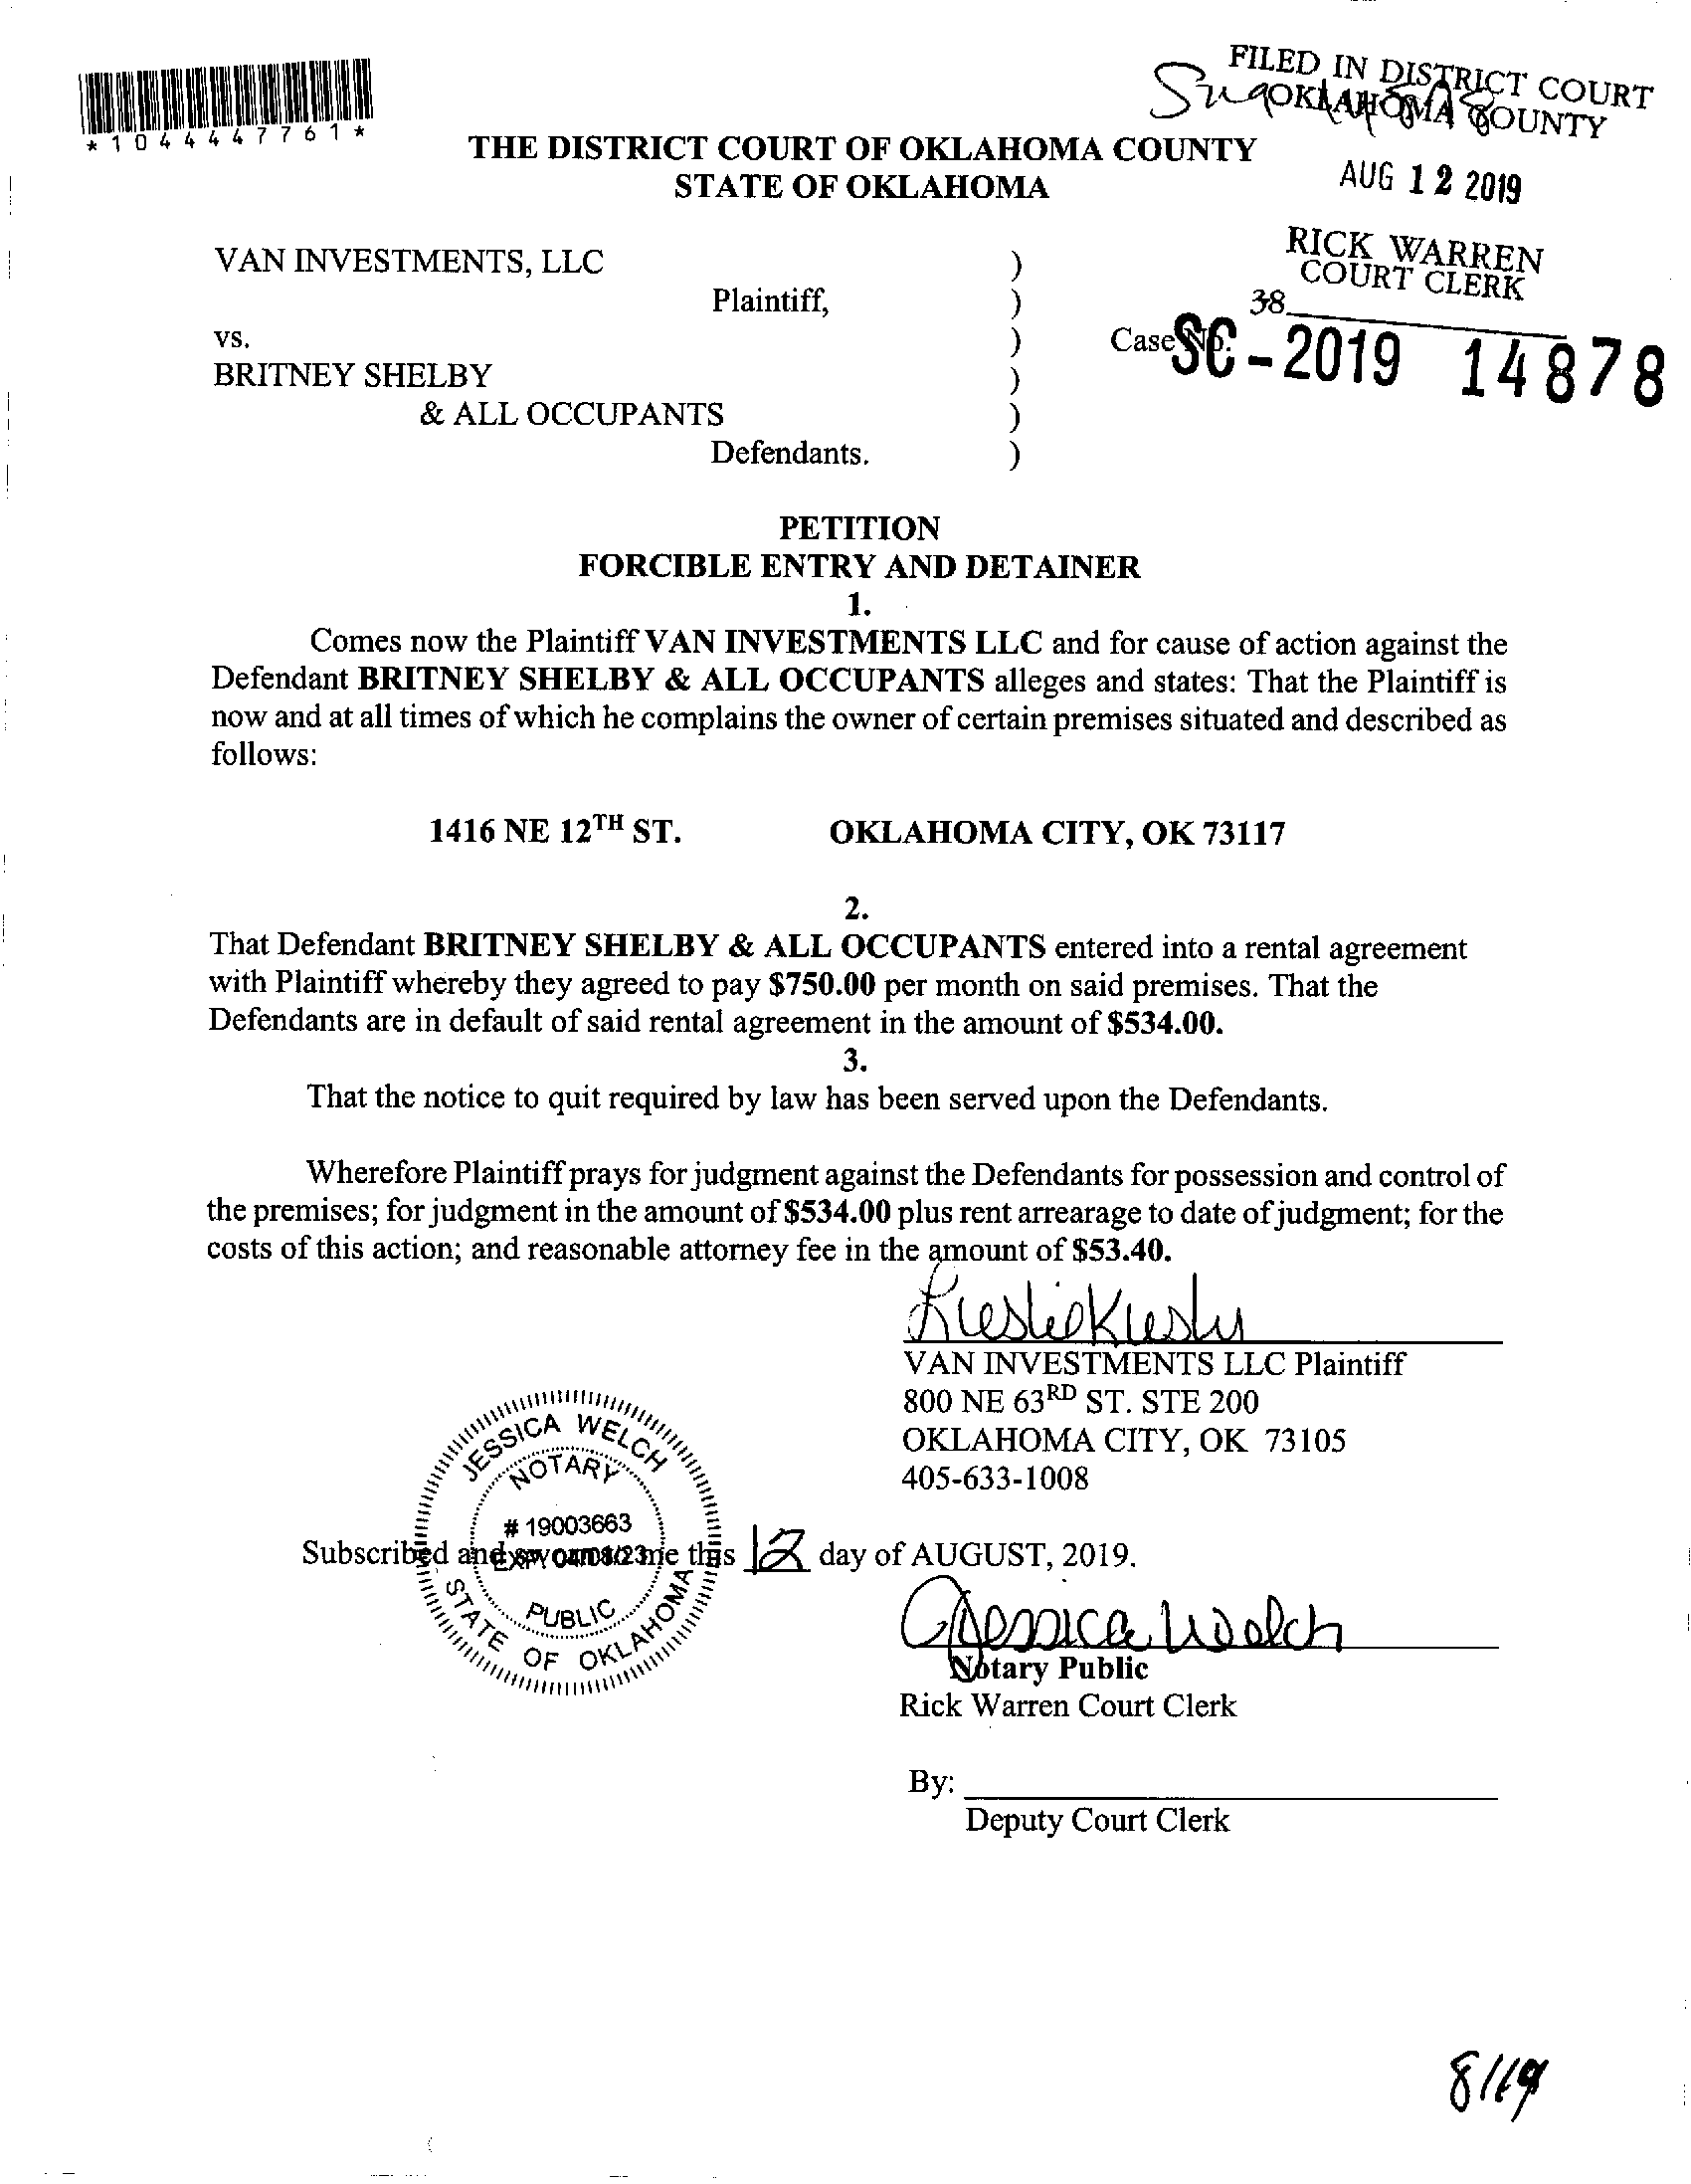 FILED IN DISTRICT COURT
OKLAHOMA COUNTY
*1044447761*
THE DISTRICT COURT OF OKLAHOMA COUNTY
STATE OF OKLAHOMA
AUG 12 2019
RICK WARREN
COURT CLERK
38
VAN INVESTMENTS, LLC )
Plaintiff, )
vs. ) Case No. SC-2019 14878
BRITNEY SHELBY )
& ALL OCCUPANTS )
Defendants. )
PETITION
FORCIBLE ENTRY AND DETAINER
1.
Comes now the Plaintiff VAN INVESTMENTS LLC and for cause of action against the
Defendant BRITNEY SHELBY & ALL OCCUPANTS alleges and states: That the Plaintiff is
now and at all times of which he complains the owner of certain premises situated and described as
follows:
1416 NE 12TH ST. OKLAHOMA CITY, OK 73117
2.
That Defendant BRITNEY SHELBY & ALL OCCUPANTS entered into a rental agreement
with Plaintiff whereby they agreed to pay $750.00 per month on said premises. That the
Defendants are in default of said rental agreement in the amount of $534.00.
3.
That the notice to quit required by law has been served upon the Defendants.
Wherefore Plaintiff prays for judgment against the Defendants for possession and control of
the premises; for judgment in the amount of $534.00 plus rent arrearage to date of judgment; for the
costs of this action; and reasonable attorney fee in the amount of $53.40.
VAN INVESTMENTS LLC Plaintiff
800 NE 63RD ST. STE 200
OKLAHOMA CITY, OK 73105
405-633-1008
JESSICA WELCH
NOTARY
# 19003663
EXP. 04/08/23
PUBLIC
STATE OF OKLAHOMA
Subscribed and sworn to me this 12 day of AUGUST, 2019.
Jessica Welch
Notary Public
Rick Warren Court Clerk
By:
Deputy Court Clerk